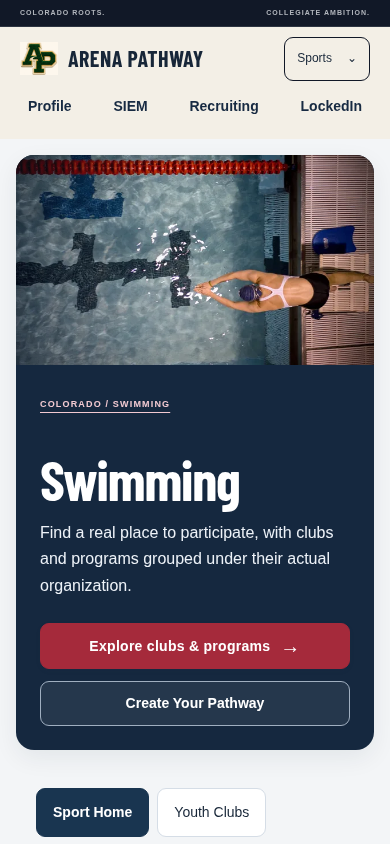 COLORADO ROOTS.
COLLEGIATE AMBITION.
AP
ARENA PATHWAY
Sports
Profile
SIEM
Recruiting
LockedIn
COLORADO / SWIMMING
Swimming
Find a real place to participate, with clubs
and programs grouped under their actual
organization.
Explore clubs & programs →
Create Your Pathway
Sport Home
Youth Clubs